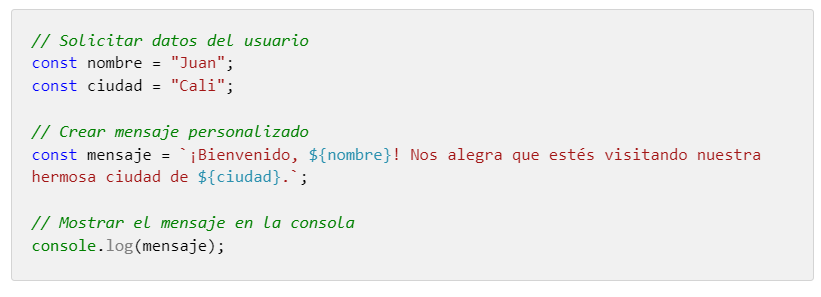 // Solicitar datos del usuario
const nombre = "Juan";
const ciudad = "Cali";
// Crear mensaje personalizado
const mensaje = `¡Bienvenido, ${nombre}! Nos alegra que estés visitando nuestra
hermosa ciudad de ${ciudad}.`;
// Mostrar el mensaje en la consola
console.log(mensaje);